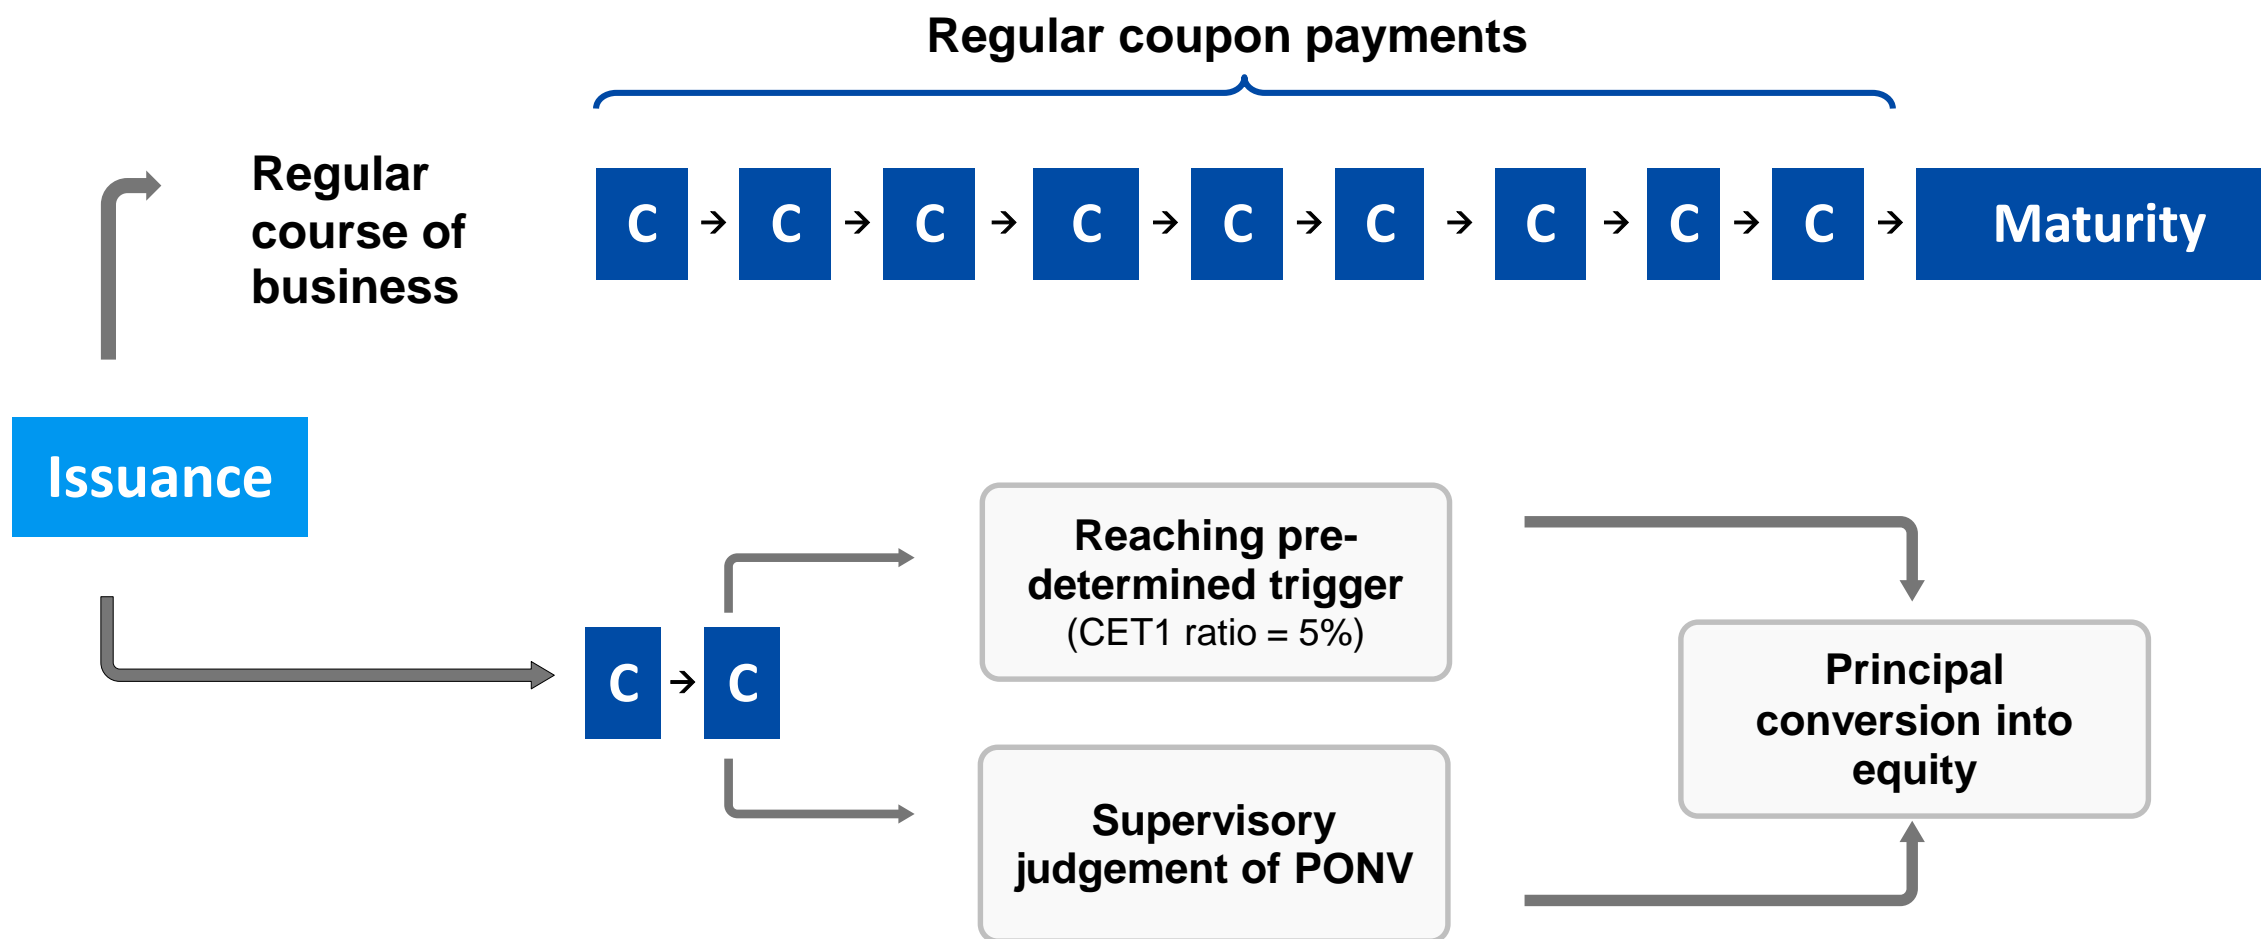 Regular coupon payments
Regular
course of
business
C → C → C → C → C → C → C → C → C → Maturity
Issuance
Reaching pre-
determined trigger
(CET1 ratio = 5%)
C → C
Principal
conversion into
equity
Supervisory
judgement of PONV